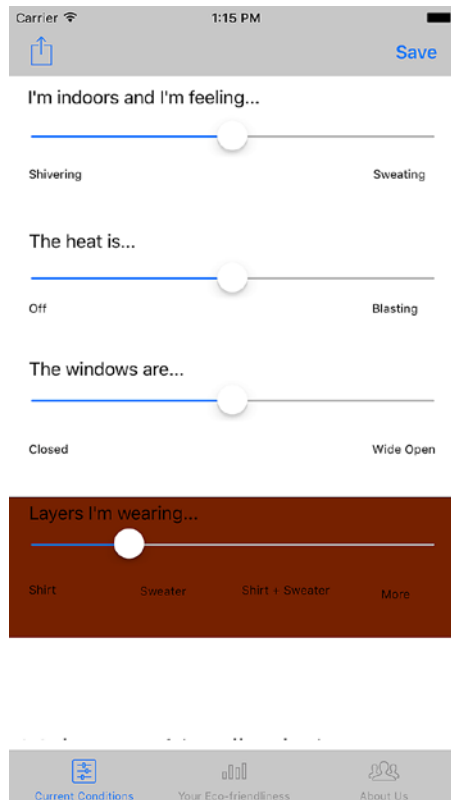 Carrier 1:15 PM
Save
I'm indoors and I'm feeling...
Shivering Sweating
The heat is...
Off Blasting
The windows are...
Closed Wide Open
Layers I'm wearing...
Shirt Sweater Shirt + Sweater More
Current Conditions Your Eco-friendliness About Us